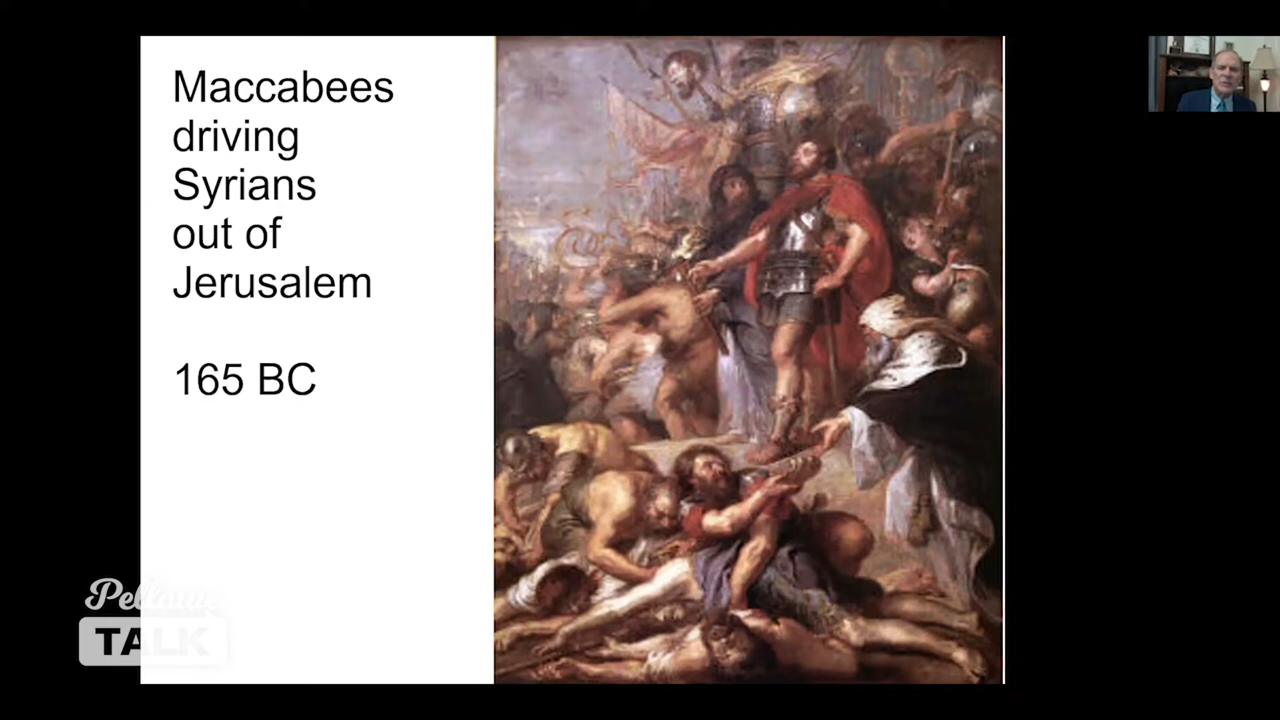 Maccabees
driving
Syrians
out of
Jerusalem
165 BC
TALK